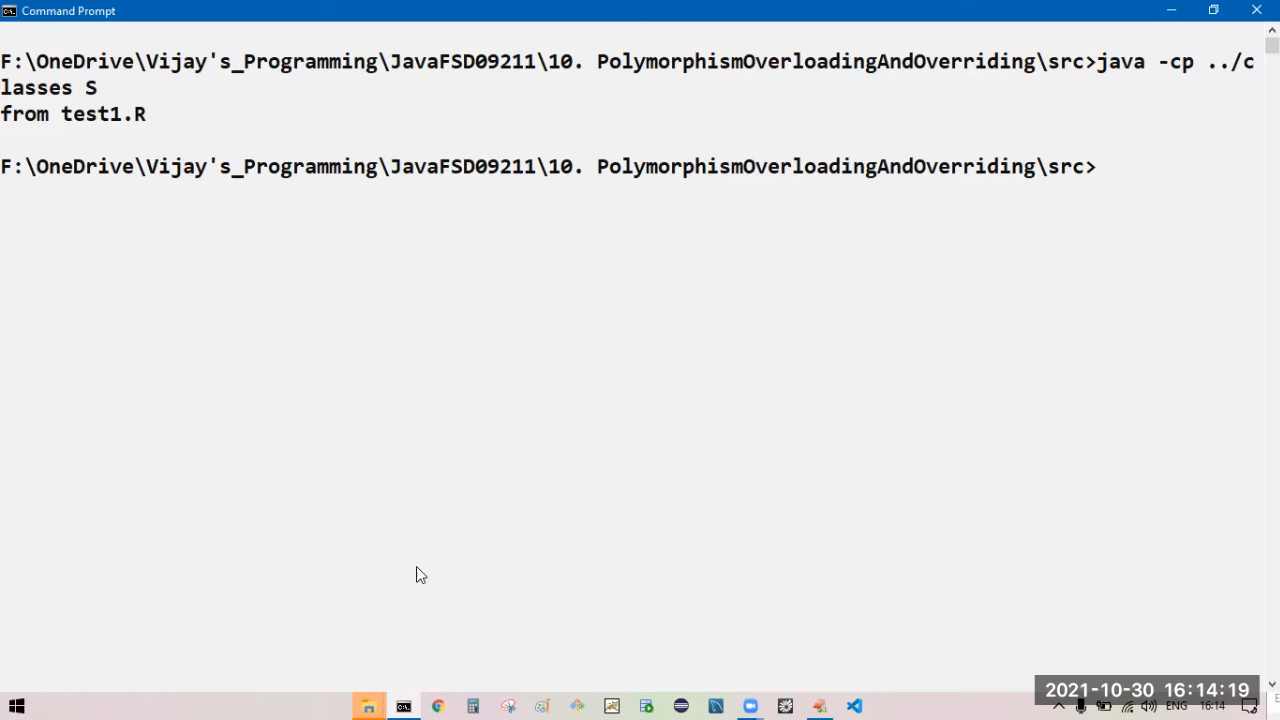 Command Prompt
F:\OneDrive\Vijay's_Programming\JavaFSD09211\10. PolymorphismOverloadingAndOverriding\src>java -cp ../c
lasses S
from test1.R
F:\OneDrive\Vijay's_Programming\JavaFSD09211\10. PolymorphismOverloadingAndOverriding\src>
2021-10-30 16:14:19
ENG 16:14